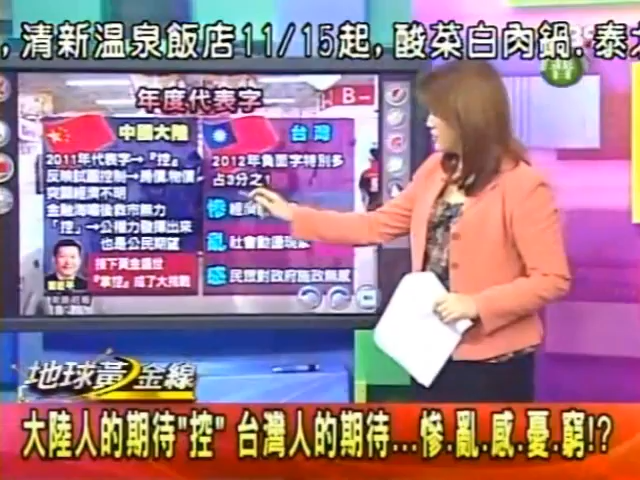 ，清新溫泉飯店11/15起，酸菜白肉鍋．泰
年度代表字
B-
中國大陸
2011年代表字→『控』
反映試圖控制→房價、物價
突顯經濟不明
金融海嘯後救市無力
「控」→公權力發揮出來
也是公民期望
接下黃金盛世
『掌控』成了大挑戰
台灣
2012年負面字特別多
占3分之1
慘 經濟
亂 社會動盪現
感 民眾對政府施政無感
地球黃金線
大陸人的期待"控" 台灣人的期待...慘.亂.感.憂.窮!?